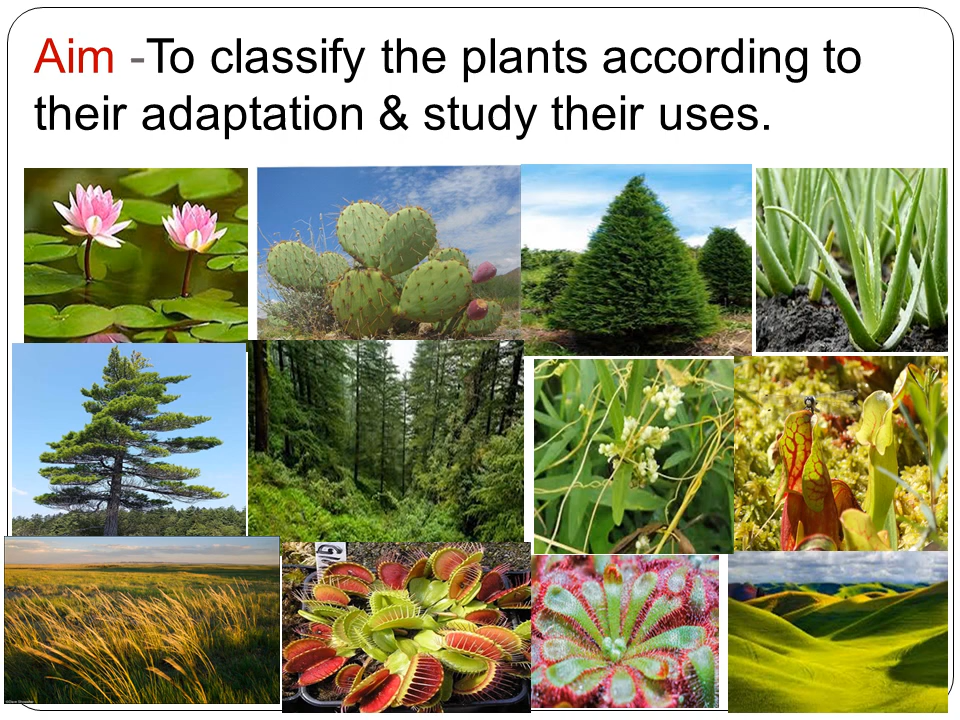 Aim -To classify the plants according to
their adaptation & study their uses.